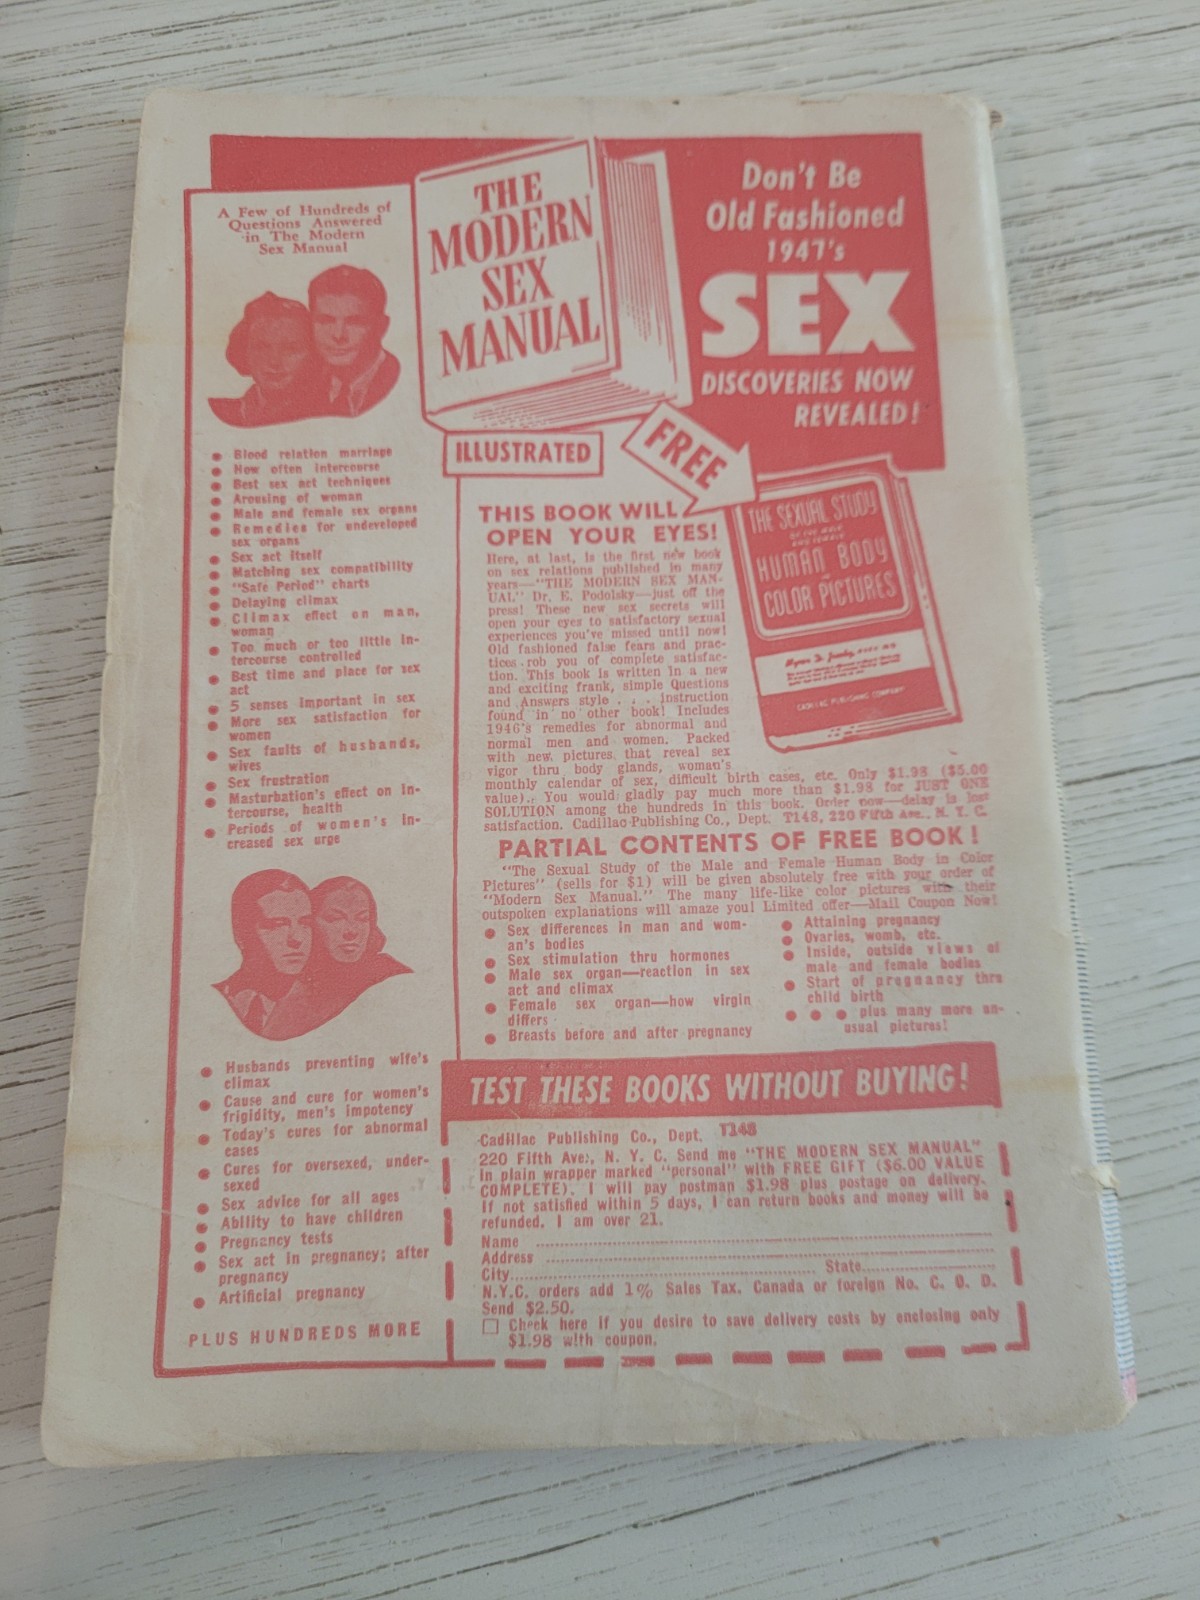 THE
MODERN
SEX
MANUAL
Don't Be
Old Fashioned
1947's
SEX
DISCOVERIES NOW
REVEALED!
ILLUSTRATED
FREE
A Few of Hundreds of
Questions Answered
in The Modern
Sex Manual
● Blood relation marriage
● How often intercourse
● Best sex act techniques
● Arousing of woman
● Male and female sex organs
● Remedies for undeveloped
sex organs
● Sex act itself
● Matching sex compatibility
● "Safe Period" charts
● Delaying climax
● Climax effect on man,
woman
● Too much or too little in-
tercourse controlled
● Best time and place for sex
act
● 5 senses important in sex
● More sex satisfaction for
women
● Sex faults of husbands,
wives
● Sex frustration
● Masturbation's effect on in-
tercourse, health
● Periods of women's in-
creased sex urge
● Husbands preventing wife's
climax
● Cause and cure for women's
frigidity, men's impotency
● Today's cures for abnormal
cases
● Cures for oversexed, under-
sexed
● Sex advice for all ages
● Ability to have children
● Pregnancy tests
● Sex act in pregnancy; after
pregnancy
● Artificial pregnancy
PLUS HUNDREDS MORE
THIS BOOK WILL
OPEN YOUR EYES!
Here, at last, is the first new book
on sex relations published in many
years—"THE MODERN SEX MAN-
UAL" Dr. E. Podolsky—just off the
press! These new sex secrets will
open your eyes to satisfactory sexual
experiences you've missed until now!
Old fashioned false fears and prac-
tices rob you of complete satisfac-
tion. This book is written in a new
and exciting frank, simple Questions
and Answers style . . . instruction
found in no other book! Includes
1946's remedies for abnormal and
normal men and women. Packed
with new pictures that reveal sex
vigor thru body glands, woman's
monthly calendar of sex, difficult birth cases, etc. Only $1.98 ($5.00
value). You would gladly pay much more than $1.98 for JUST ONE
SOLUTION among the hundreds in this book. Order now—delay is lost
satisfaction. Cadillac Publishing Co., Dept. T148, 220 Fifth Ave., N. Y. C.
THE SEXUAL STUDY
OF THE MALE
AND FEMALE
HUMAN BODY
IN
COLOR PICTURES
CADILLAC PUBLISHING COMPANY
PARTIAL CONTENTS OF FREE BOOK!
"The Sexual Study of the Male and Female Human Body in Color
Pictures" (sells for $1) will be given absolutely free with your order of
"Modern Sex Manual." The many life-like color pictures with their
outspoken explanations will amaze you! Limited offer—Mail Coupon Now!
● Sex differences in man and wom-
an's bodies
● Sex stimulation thru hormones
● Male sex organ—reaction in sex
act and climax
● Female sex organ—how virgin
differs
● Breasts before and after pregnancy
● Attaining pregnancy
● Ovaries, womb, etc.
● Inside, outside views of
male and female bodies
● Start of pregnancy thru
child birth
● ● ● plus many more un-
usual pictures!
TEST THESE BOOKS WITHOUT BUYING!
Cadillac Publishing Co., Dept. T148
220 Fifth Ave., N. Y. C. Send me "THE MODERN SEX MANUAL"
in plain wrapper marked "personal" with FREE GIFT ($6.00 VALUE
COMPLETE). I will pay postman $1.98 plus postage on delivery.
If not satisfied within 5 days, I can return books and money will be
refunded. I am over 21.
Name
Address
City State
N.Y.C. orders add 1% Sales Tax. Canada or foreign No. C. O. D.
Send $2.50.
☐ Check here if you desire to save delivery costs by enclosing only
$1.98 with coupon.